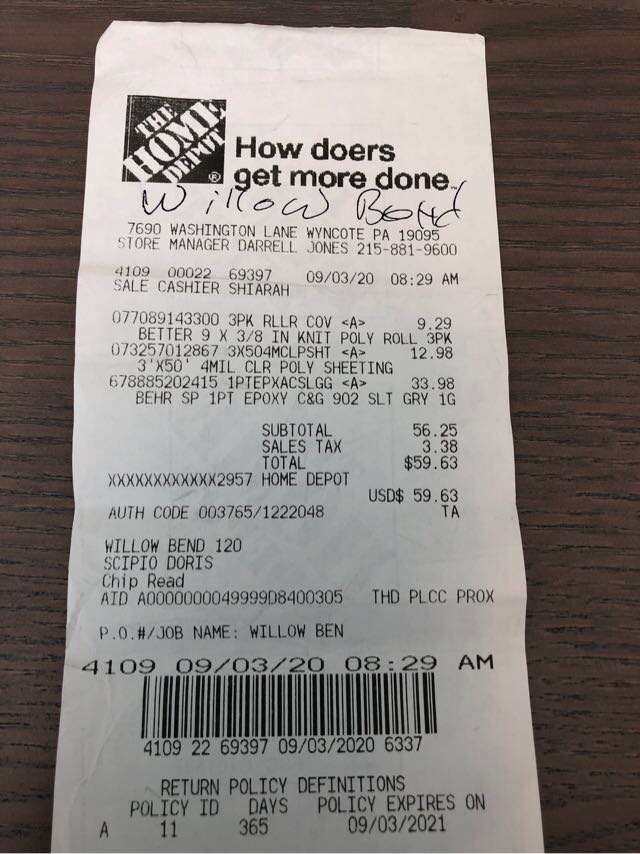 THE
HOME
DEPOT
®
How doers
get more done™
Willow Bend
7690 WASHINGTON LANE WYNCOTE PA 19095
STORE MANAGER DARRELL JONES 215-881-9600
4109 00022 69397 09/03/20 08:29 AM
SALE CASHIER SHIARAH
077089143300 3PK RLLR COV <A> 9.29
BETTER 9 X 3/8 IN KNIT POLY ROLL 3PK
073257012867 3X504MCLPSHT <A> 12.98
3'X50' 4MIL CLR POLY SHEETING
678885202415 1PTEPXACSLGG <A> 33.98
BEHR SP 1PT EPOXY C&G 902 SLT GRY 1G
SUBTOTAL 56.25
SALES TAX 3.38
TOTAL $59.63
XXXXXXXXXXXX2957 HOME DEPOT
USD$ 59.63
AUTH CODE 003765/1222048 TA
WILLOW BEND 120
SCIPIO DORIS
Chip Read
AID A0000000049999D8400305 THD PLCC PROX
P.O.#/JOB NAME: WILLOW BEN
4109 09/03/20 08:29 AM
4109 22 69397 09/03/2020 6337
RETURN POLICY DEFINITIONS
POLICY ID DAYS POLICY EXPIRES ON
A 11 365 09/03/2021